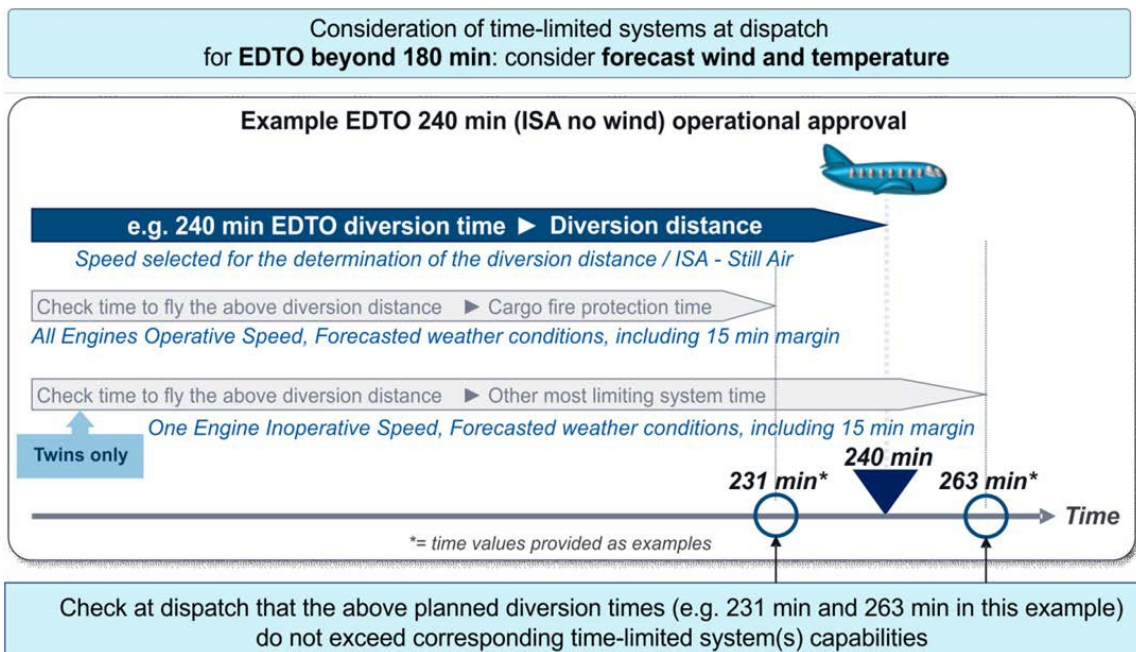 Consideration of time-limited systems at dispatch
for EDTO beyond 180 min: consider forecast wind and temperature
Example EDTO 240 min (ISA no wind) operational approval
e.g. 240 min EDTO diversion time ► Diversion distance
Speed selected for the determination of the diversion distance / ISA - Still Air
Check time to fly the above diversion distance ► Cargo fire protection time
All Engines Operative Speed, Forecasted weather conditions, including 15 min margin
Check time to fly the above diversion distance ► Other most limiting system time
One Engine Inoperative Speed, Forecasted weather conditions, including 15 min margin
Twins only
240 min
231 min*
263 min*
Time
*= time values provided as examples
Check at dispatch that the above planned diversion times (e.g. 231 min and 263 min in this example)
do not exceed corresponding time-limited system(s) capabilities